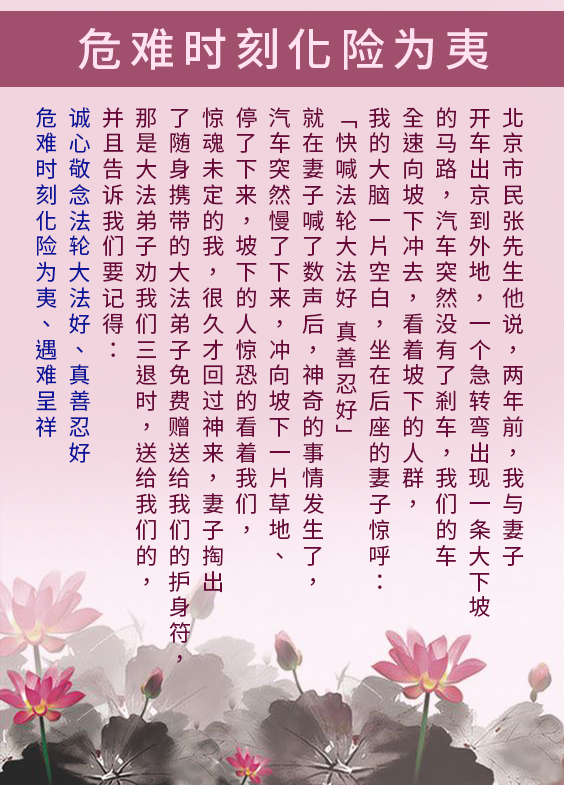 危难时刻化险为夷
北京市民张先生他说，两年前，我与妻子
开车出京到外地，一个急转弯出现一条大下坡
的马路，汽车突然没有了刹车，我们的车
全速向坡下冲去，看着坡下的人群，
我的大脑一片空白，坐在后座的妻子惊呼：
「快喊法轮大法好 真善忍好」
就在妻子喊了数声后，神奇的事情发生了，
汽车突然慢了下来，冲向坡下一片草地、
停了下来，坡下的人惊恐的看着我们，
惊魂未定的我，很久才回过神来，妻子掏出
了随身携带的大法弟子免费赠送给我们的护身符，
那是大法弟子劝我们三退时，送给我们的，
并且告诉我们要记得：
诚心敬念法轮大法好、真善忍好
危难时刻化险为夷、遇难呈祥